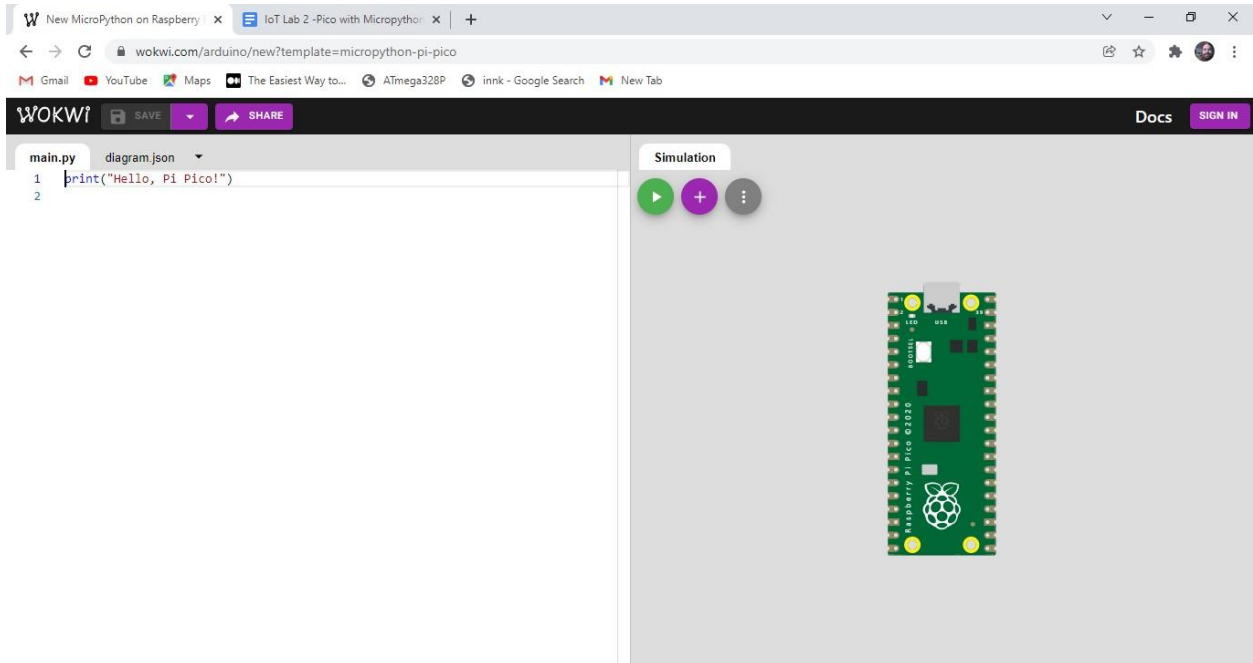 New MicroPython on Raspberry
IoT Lab 2 -Pico with Micropython
wokwi.com/arduino/new?template=micropython-pi-pico
Gmail YouTube Maps The Easiest Way to... ATmega328P innk - Google Search New Tab
WOKWI SAVE SHARE Docs SIGN IN
main.py diagram.json Simulation
1 print("Hello, Pi Pico!")
2
LED USB
BOOTSEL
Raspberry Pi Pico ©2020